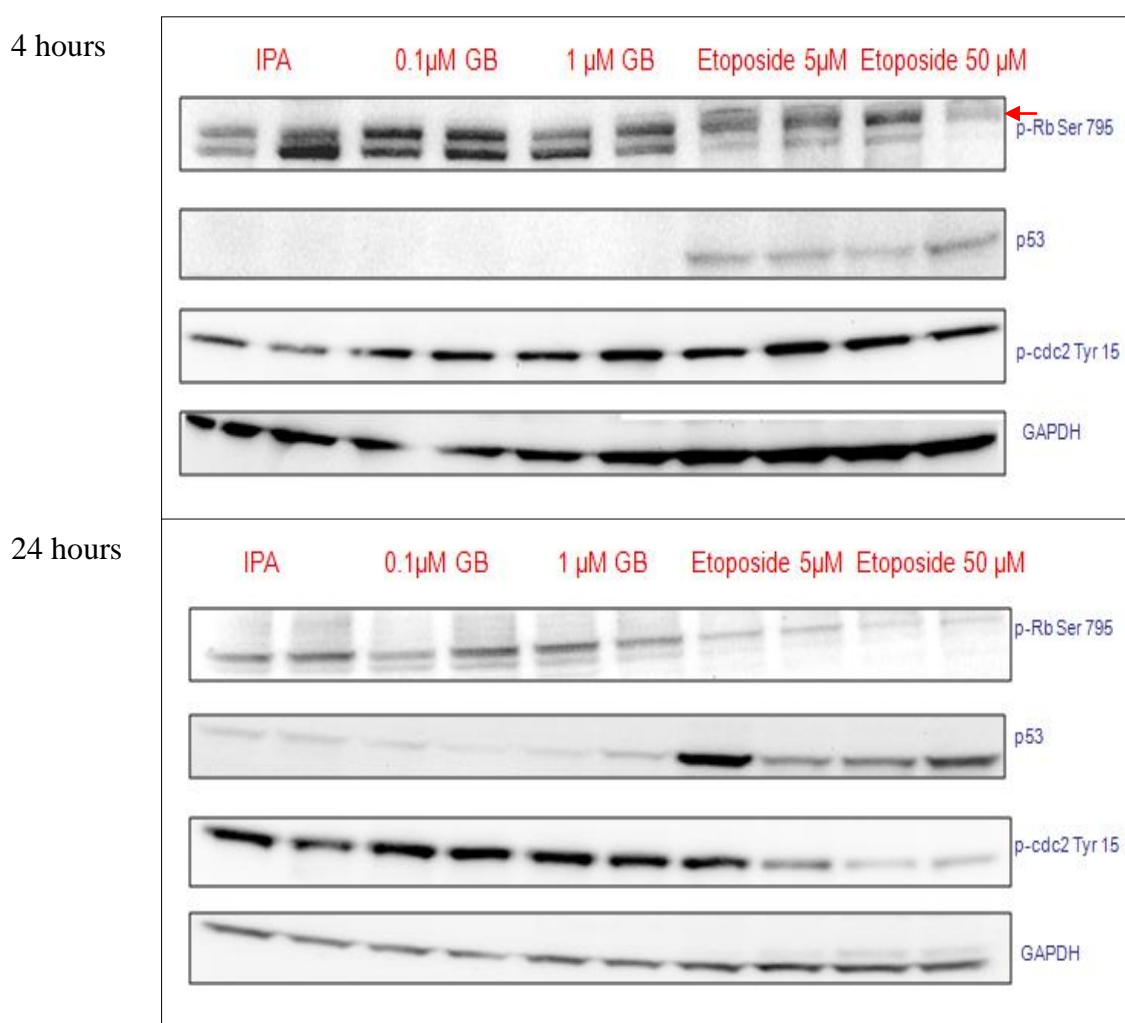 4 hours
IPA 0.1µM GB 1 µM GB Etoposide 5µM Etoposide 50 µM
p-Rb Ser 795
p53
p-cdc2 Tyr 15
GAPDH
24 hours
IPA 0.1µM GB 1 µM GB Etoposide 5µM Etoposide 50 µM
p-Rb Ser 795
p53
p-cdc2 Tyr 15
GAPDH